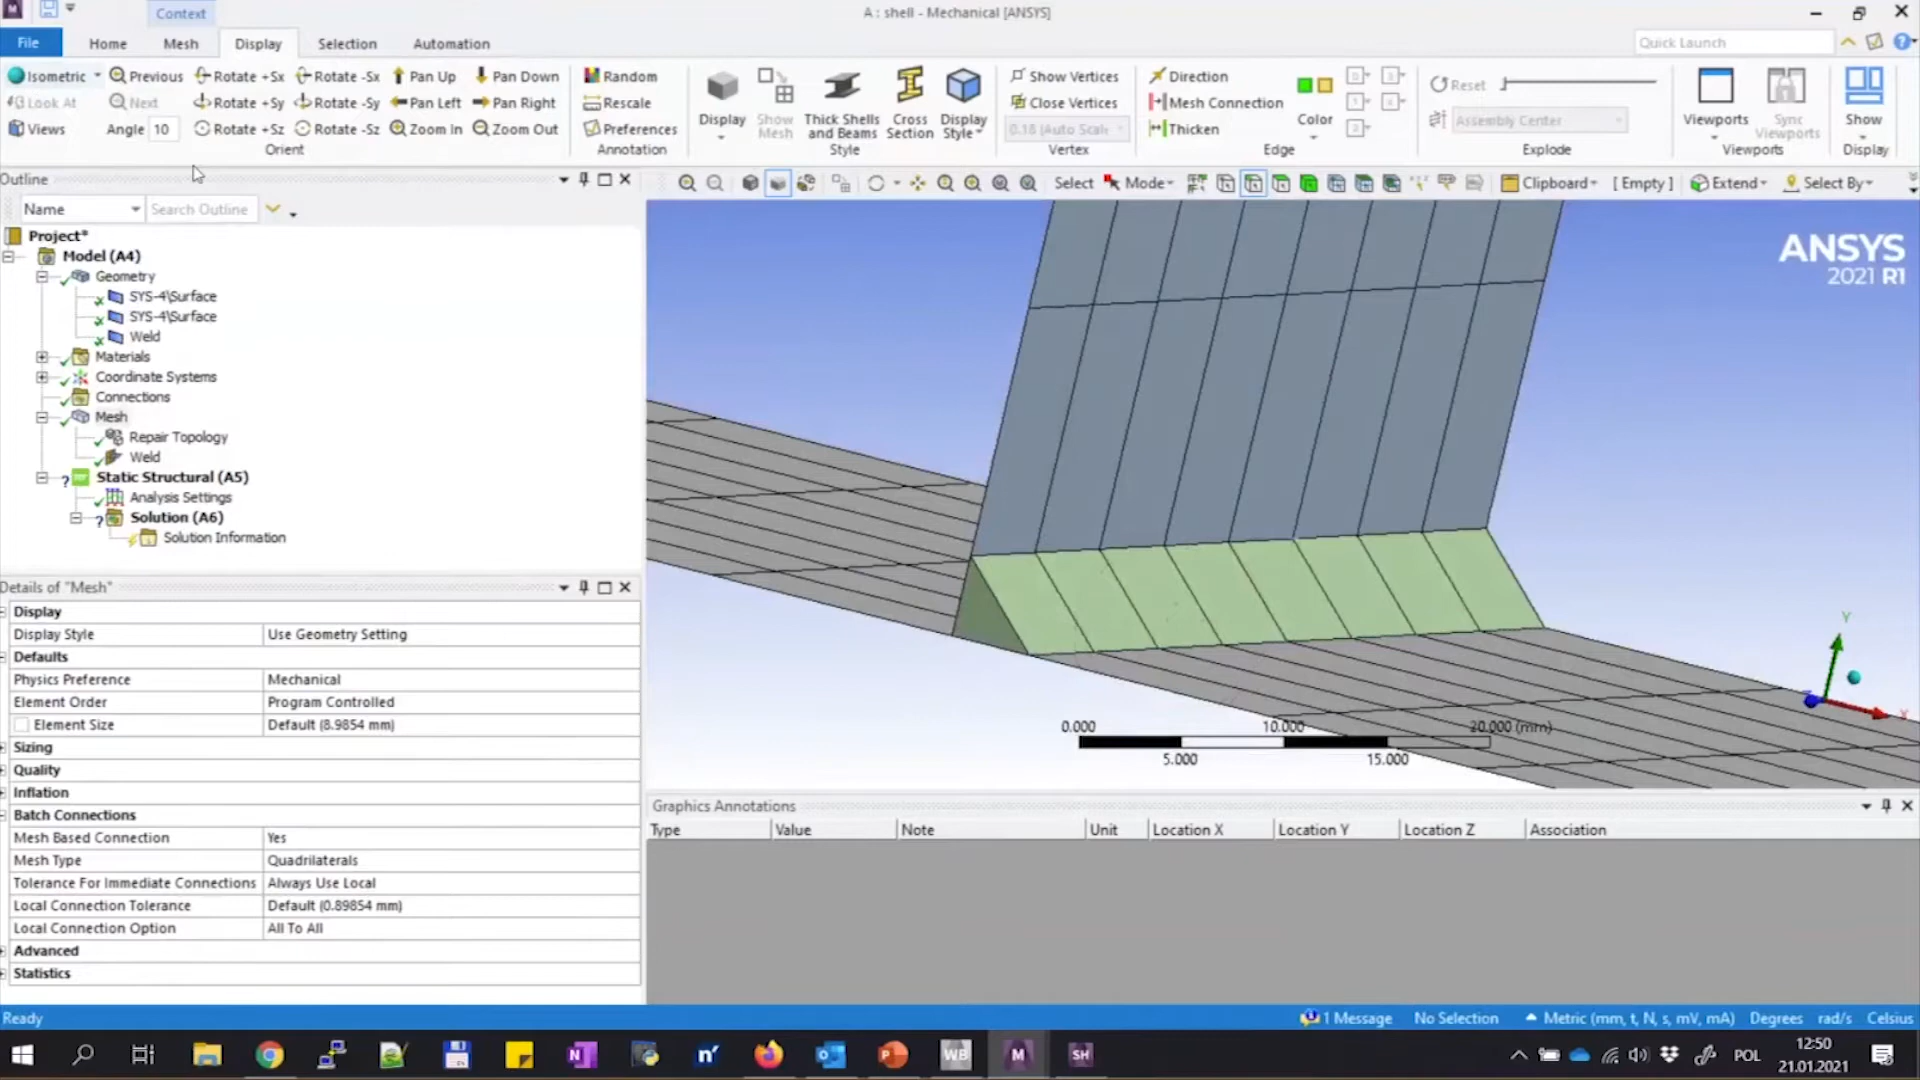 Context
A : shell - Mechanical [ANSYS]
File Home Mesh Display Selection Automation
Quick Launch
Isometric Previous Rotate +Sx Rotate -Sx Pan Up Pan Down Random Show Vertices Direction Reset
Look At Next Rotate +Sy Rotate -Sy Pan Left Pan Right Rescale Close Vertices Mesh Connection Assembly Center
Views Angle 10 Rotate +Sz Rotate -Sz Zoom In Zoom Out Preferences 0.18 (Auto Scale Thicken
Display Show Mesh Thick Shells and Beams Cross Section Display Style Color Viewports Sync Viewports Show
Orient Annotation Style Vertex Edge Explode Viewports Display
Outline
Select Mode Clipboard [ Empty ] Extend Select By
Name Search Outline
Project*
Model (A4)
Geometry
SYS-4\Surface
SYS-4\Surface
Weld
Materials
Coordinate Systems
Connections
Mesh
Repair Topology
Weld
Static Structural (A5)
Analysis Settings
Solution (A6)
Solution Information
ANSYS
2021 R1
Y
X
0.000 10.000 20.000 (mm)
5.000 15.000
Details of "Mesh"
Display
Display Style Use Geometry Setting
Defaults
Physics Preference Mechanical
Element Order Program Controlled
Element Size Default (8.9854 mm)
Sizing
Quality
Inflation
Batch Connections
Mesh Based Connection Yes
Mesh Type Quadrilaterals
Tolerance For Immediate Connections Always Use Local
Local Connection Tolerance Default (0.89854 mm)
Local Connection Option All To All
Advanced
Statistics
Graphics Annotations
Type Value Note Unit Location X Location Y Location Z Association
Ready 1 Message No Selection Metric (mm, t, N, s, mV, mA) Degrees rad/s Celsius
WB M SH POL 12:50
21.01.2021